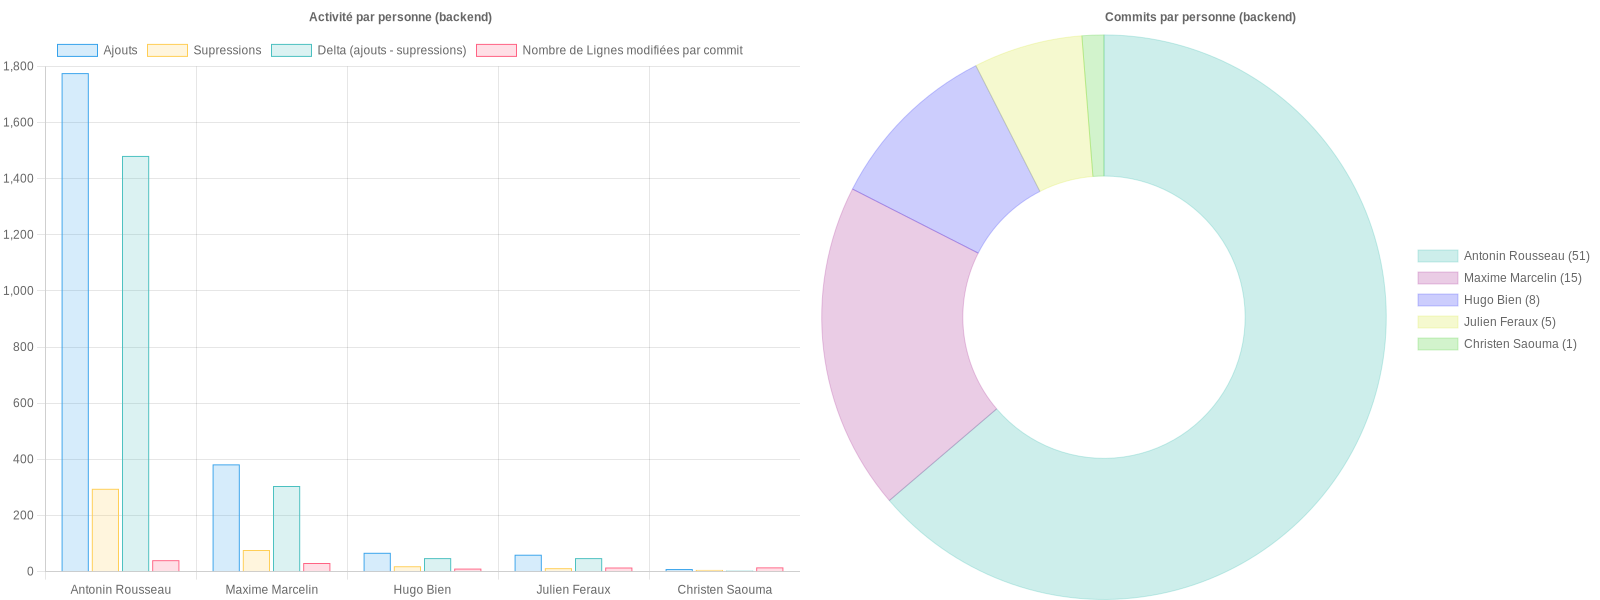 Activité par personne (backend)
Ajouts
Supressions
Delta (ajouts - supressions)
Nombre de Lignes modifiées par commit
1,800
1,600
1,400
1,200
1,000
800
600
400
200
0
Antonin Rousseau
Maxime Marcelin
Hugo Bien
Julien Feraux
Christen Saouma
Commits par personne (backend)
Antonin Rousseau (51)
Maxime Marcelin (15)
Hugo Bien (8)
Julien Feraux (5)
Christen Saouma (1)